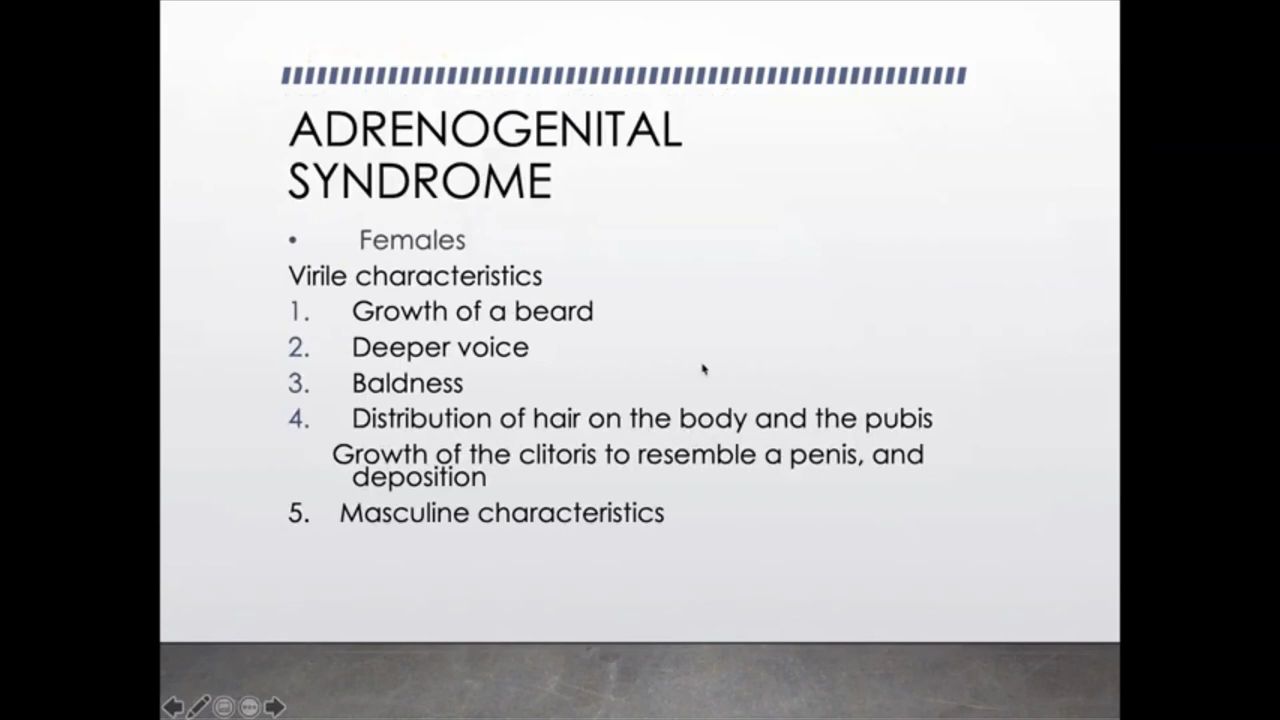 ADRENOGENITAL
SYNDROME
• Females
Virile characteristics
1. Growth of a beard
2. Deeper voice
3. Baldness
4. Distribution of hair on the body and the pubis
Growth of the clitoris to resemble a penis, and
deposition
5. Masculine characteristics